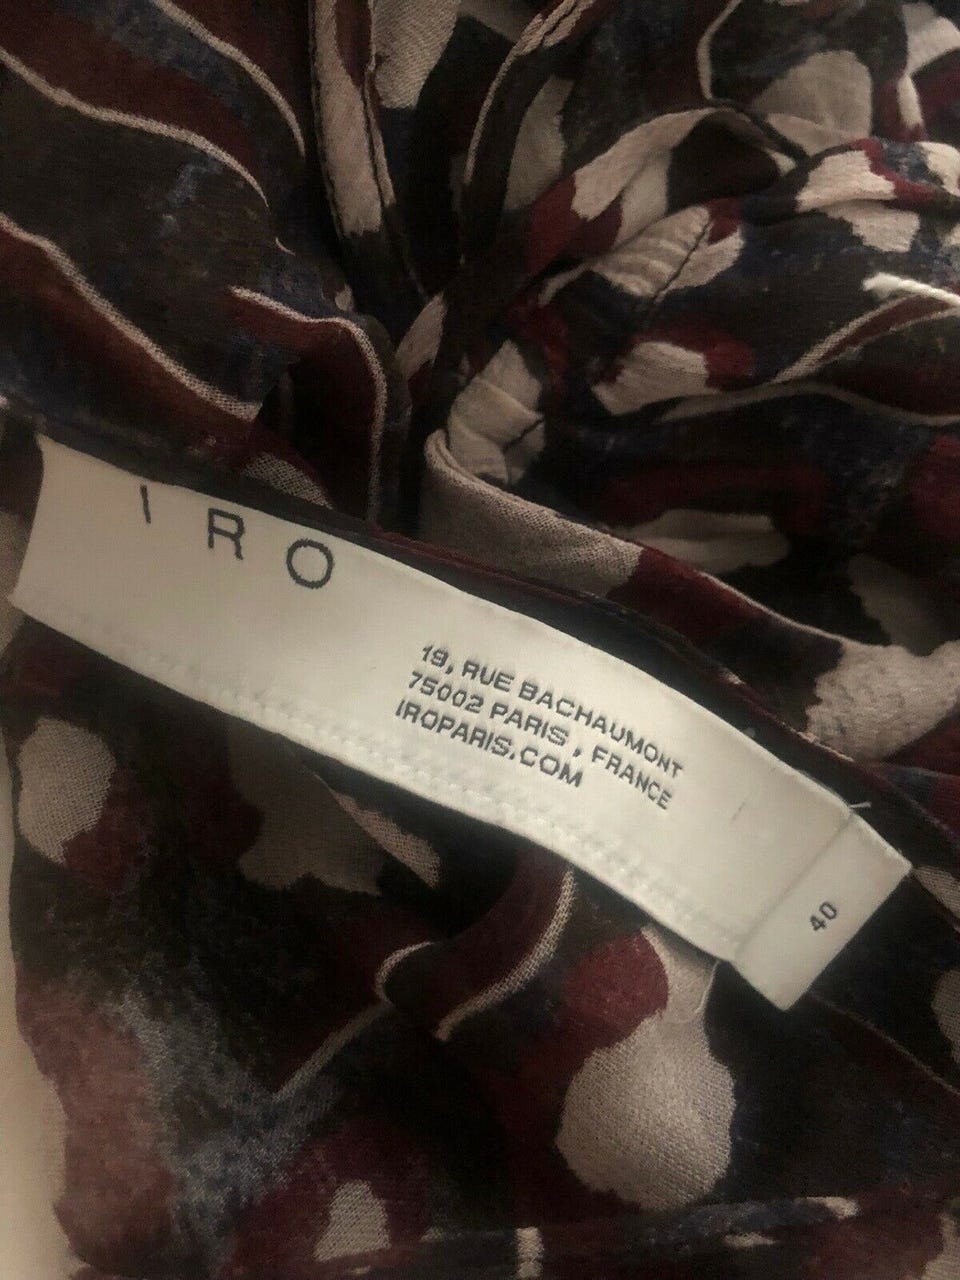 IRO
19, RUE BACHAUMONT
75002 PARIS, FRANCE
IROPARIS.COM
40